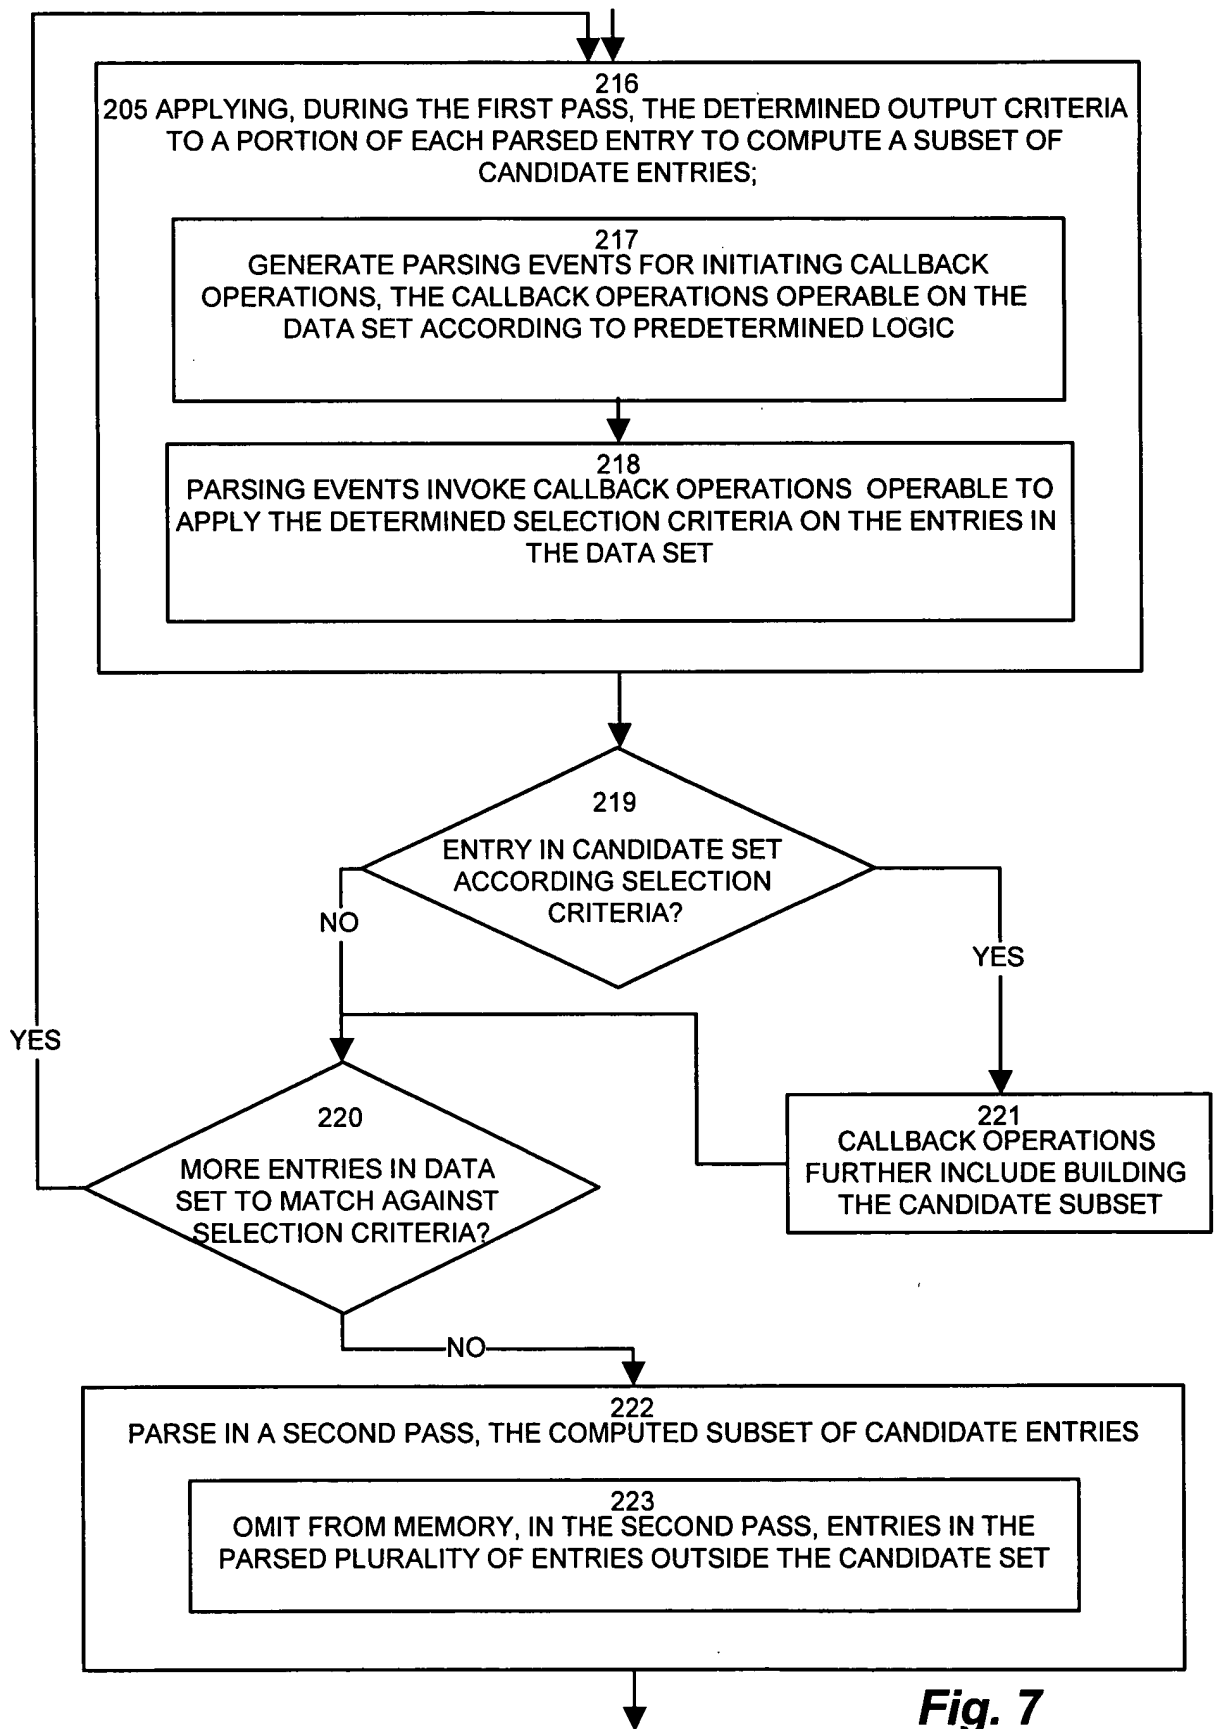 216
205 APPLYING, DURING THE FIRST PASS, THE DETERMINED OUTPUT CRITERIA
TO A PORTION OF EACH PARSED ENTRY TO COMPUTE A SUBSET OF
CANDIDATE ENTRIES;
217
GENERATE PARSING EVENTS FOR INITIATING CALLBACK
OPERATIONS, THE CALLBACK OPERATIONS OPERABLE ON THE
DATA SET ACCORDING TO PREDETERMINED LOGIC
218
PARSING EVENTS INVOKE CALLBACK OPERATIONS OPERABLE TO
APPLY THE DETERMINED SELECTION CRITERIA ON THE ENTRIES IN
THE DATA SET
219
ENTRY IN CANDIDATE SET
ACCORDING SELECTION
CRITERIA?
NO
YES
YES
220
MORE ENTRIES IN DATA
SET TO MATCH AGAINST
SELECTION CRITERIA?
221
CALLBACK OPERATIONS
FURTHER INCLUDE BUILDING
THE CANDIDATE SUBSET
NO
222
PARSE IN A SECOND PASS, THE COMPUTED SUBSET OF CANDIDATE ENTRIES
223
OMIT FROM MEMORY, IN THE SECOND PASS, ENTRIES IN THE
PARSED PLURALITY OF ENTRIES OUTSIDE THE CANDIDATE SET
Fig. 7